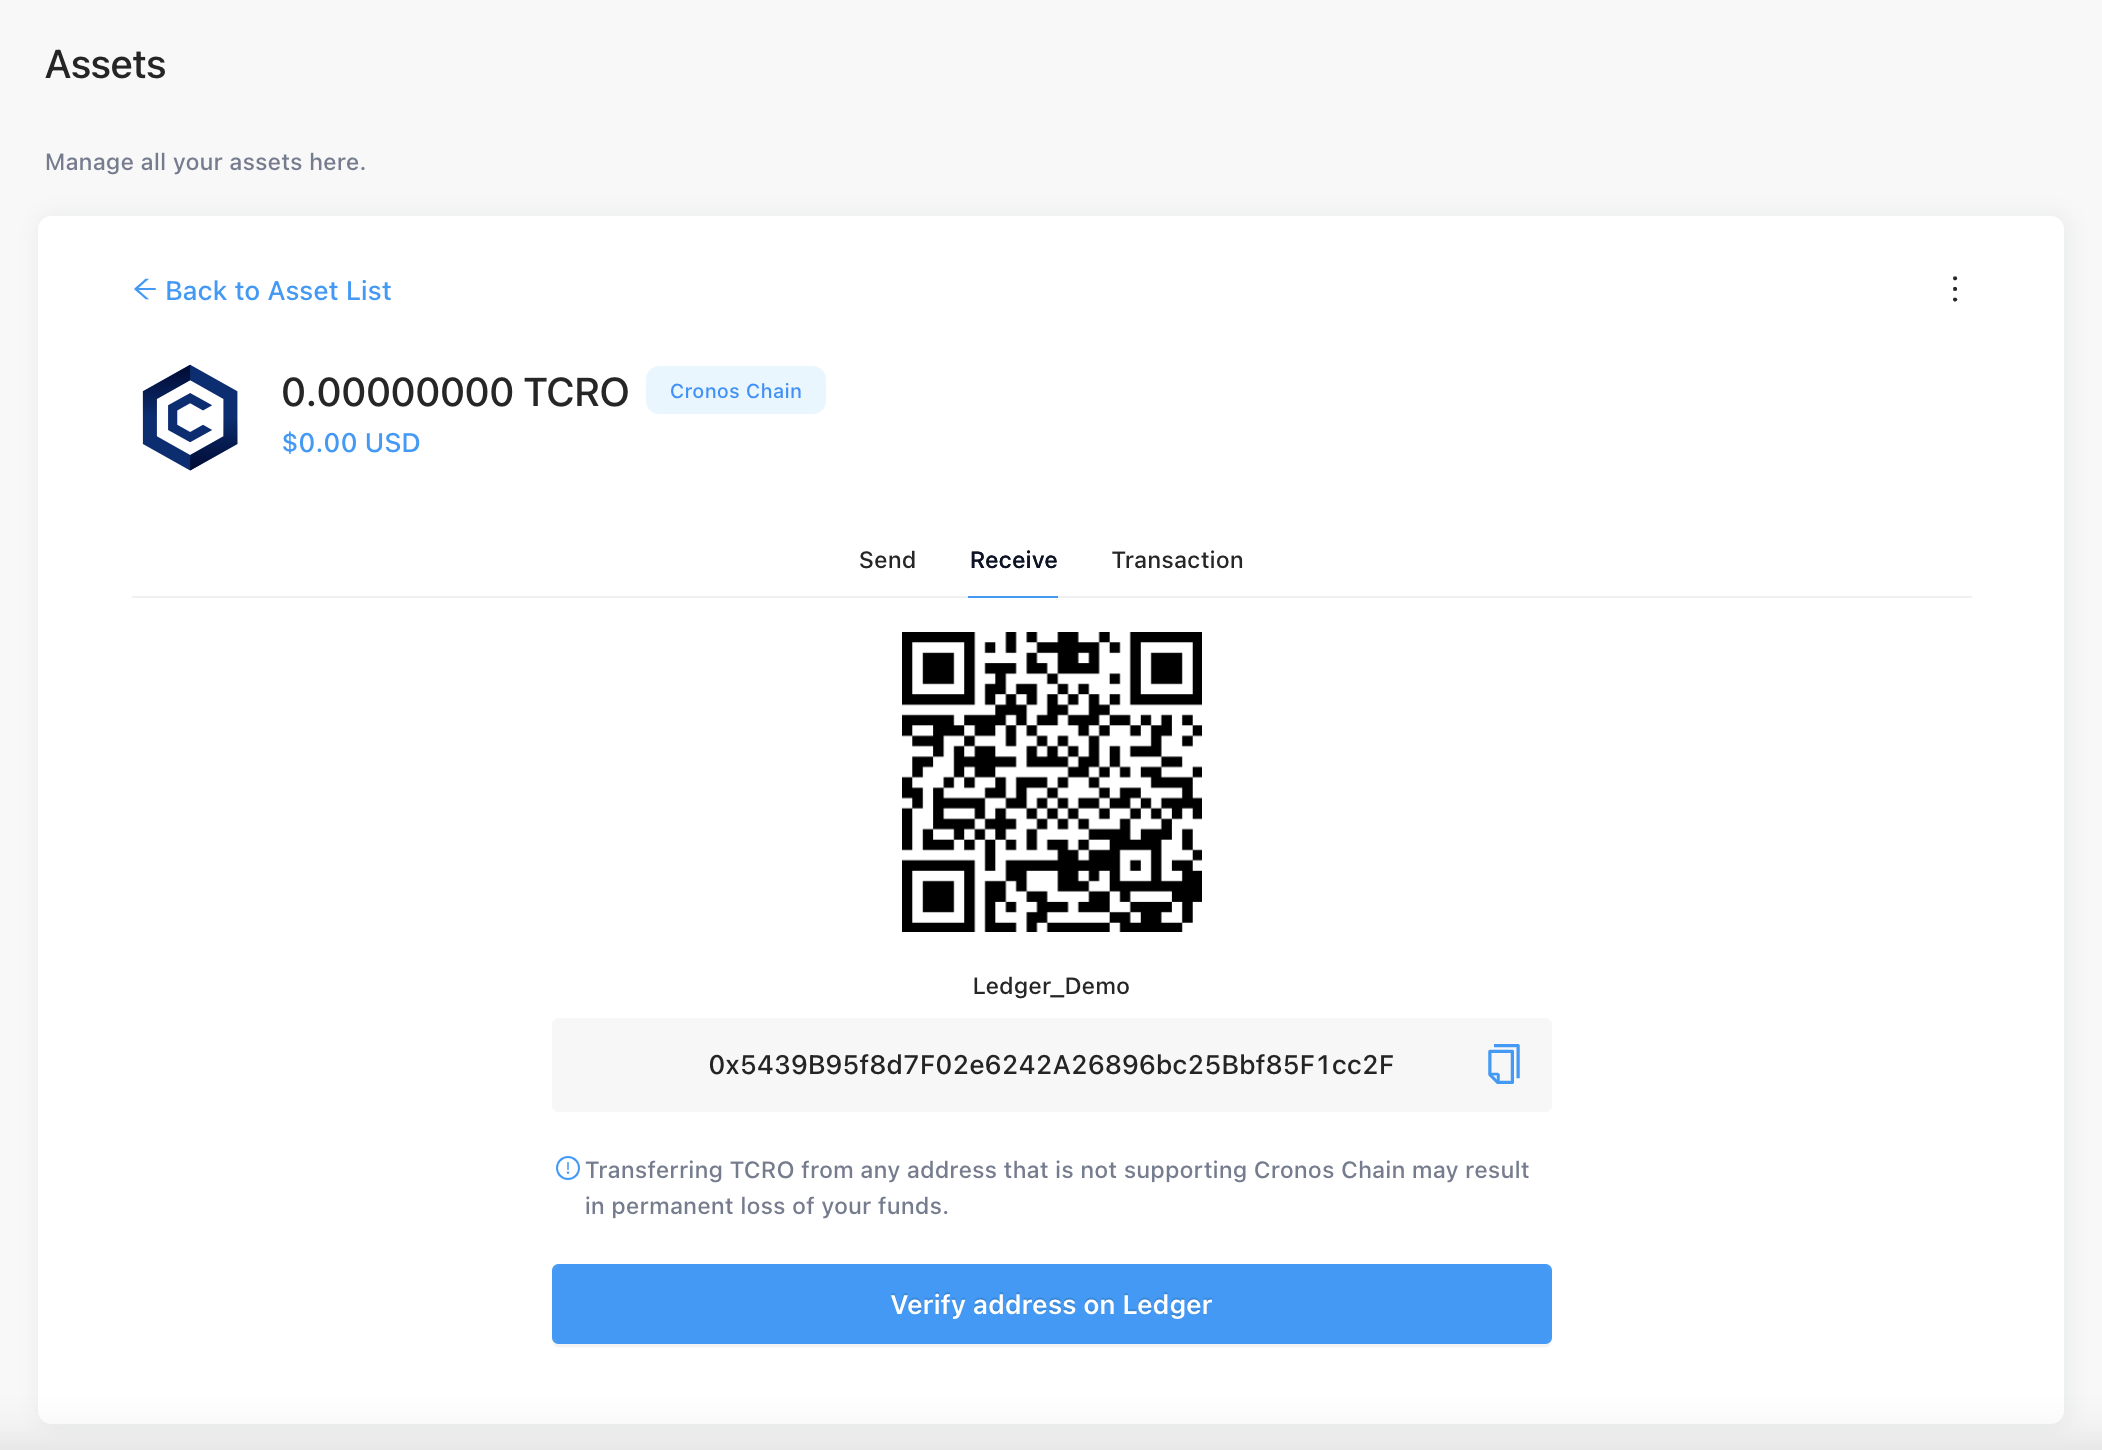 Assets
Manage all your assets here.
Back to Asset List
0.00000000 TCRO
Cronos Chain
$0.00 USD
Send
Receive
Transaction
Ledger_Demo
0x5439B95f8d7F02e6242A26896bc25Bbf85F1cc2F
Transferring TCRO from any address that is not supporting Cronos Chain may result
in permanent loss of your funds.
Verify address on Ledger